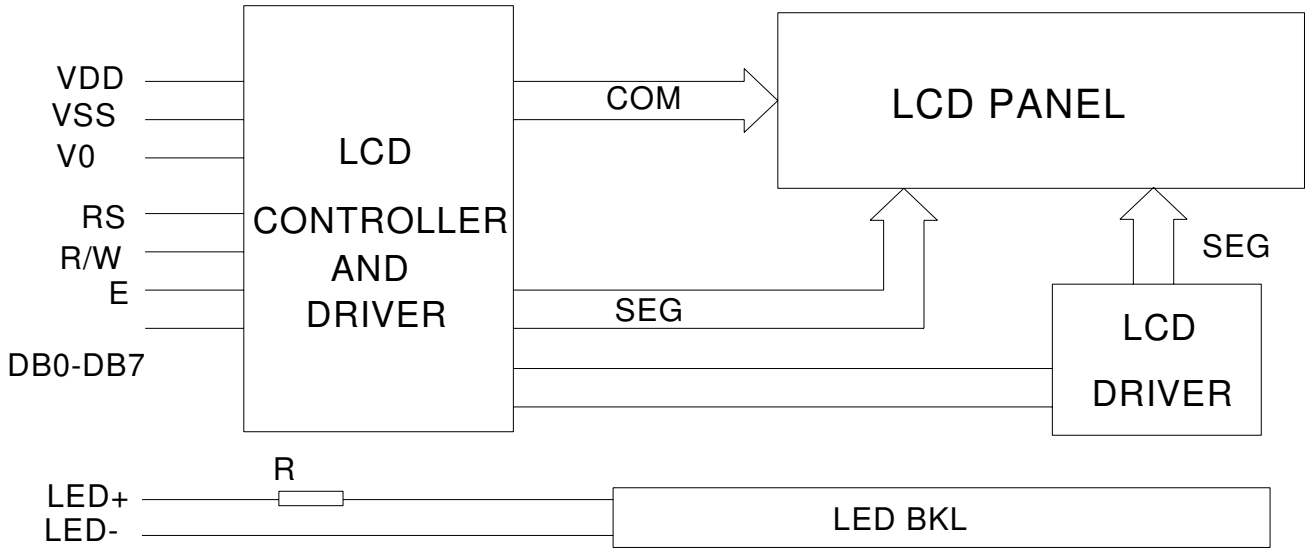 VDD
VSS
V0
RS
R/W
E
DB0-DB7
LCD
CONTROLLER
AND
DRIVER
COM
SEG
LCD PANEL
SEG
LCD
DRIVER
R
LED+
LED-
LED BKL